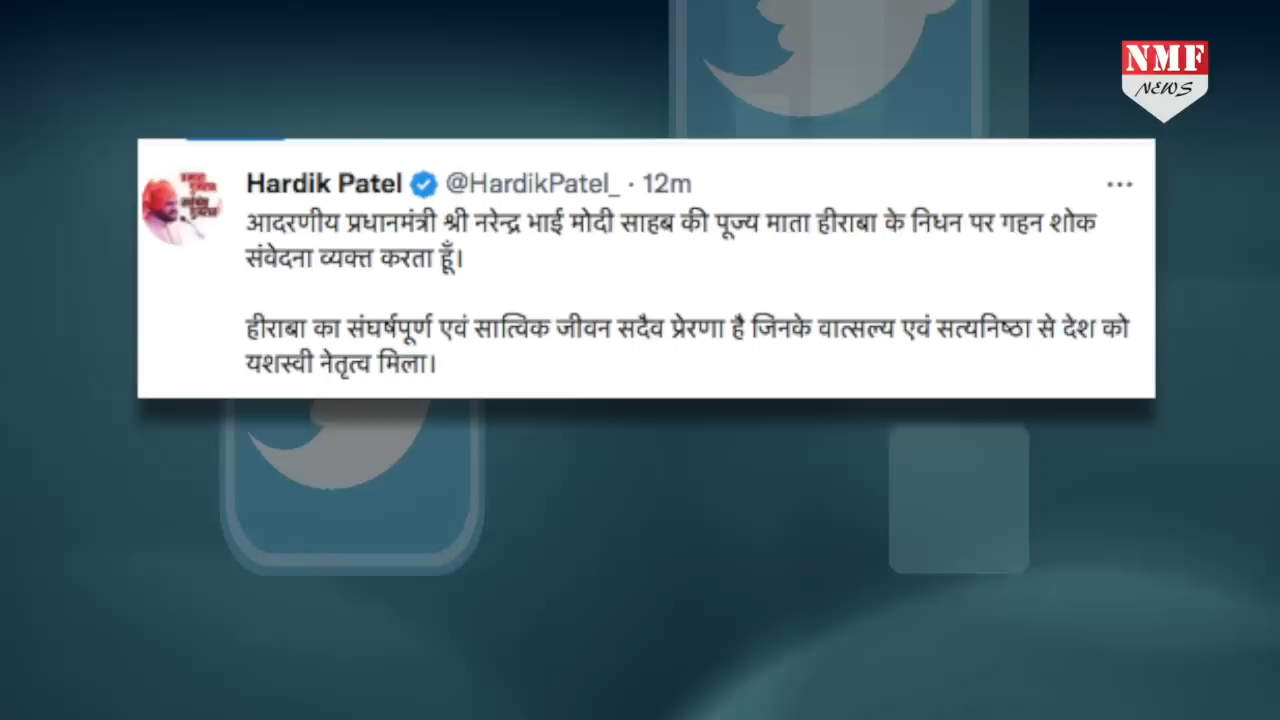 NMF
NEWS
Hardik Patel @HardikPatel_ · 12m
आदरणीय प्रधानमंत्री श्री नरेन्द्र भाई मोदी साहब की पूज्य माता हीराबा के निधन पर गहन शोक
संवेदना व्यक्त करता हूँ।
हीराबा का संघर्षपूर्ण एवं सात्विक जीवन सदैव प्रेरणा है जिनके वात्सल्य एवं सत्यनिष्ठा से देश को
यशस्वी नेतृत्व मिला।